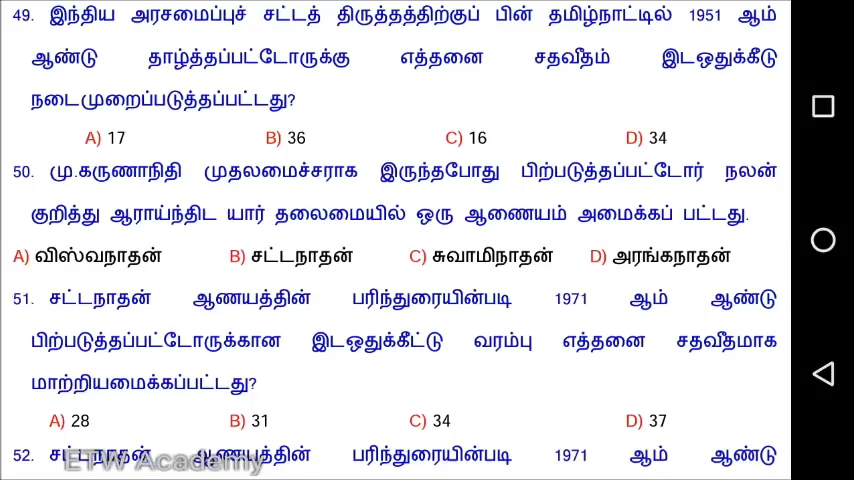 49. இந்திய அரசமைப்புச் சட்டத் திருத்தத்திற்குப் பின் தமிழ்நாட்டில் 1951 ஆம்
ஆண்டு தாழ்த்தப்பட்டோருக்கு எத்தனை சதவீதம் இடஒதுக்கீடு
நடைமுறைப்படுத்தப்பட்டது?
A) 17 B) 36 C) 16 D) 34
50. மு.கருணாநிதி முதலமைச்சராக இருந்தபோது பிற்படுத்தப்பட்டோர் நலன்
குறித்து ஆராய்ந்திட யார் தலைமையில் ஒரு ஆணையம் அமைக்கப் பட்டது.
A) விஸ்வநாதன் B) சட்டநாதன் C) சுவாமிநாதன் D) அரங்கநாதன்
51. சட்டநாதன் ஆணயத்தின் பரிந்துரையின்படி 1971 ஆம் ஆண்டு
பிற்படுத்தப்பட்டோருக்கான இடஒதுக்கீட்டு வரம்பு எத்தனை சதவீதமாக
மாற்றியமைக்கப்பட்டது?
A) 28 B) 31 C) 34 D) 37
52. சட்டநாதன் ஆணயத்தின் பரிந்துரையின்படி 1971 ஆம் ஆண்டு
ETW Academy